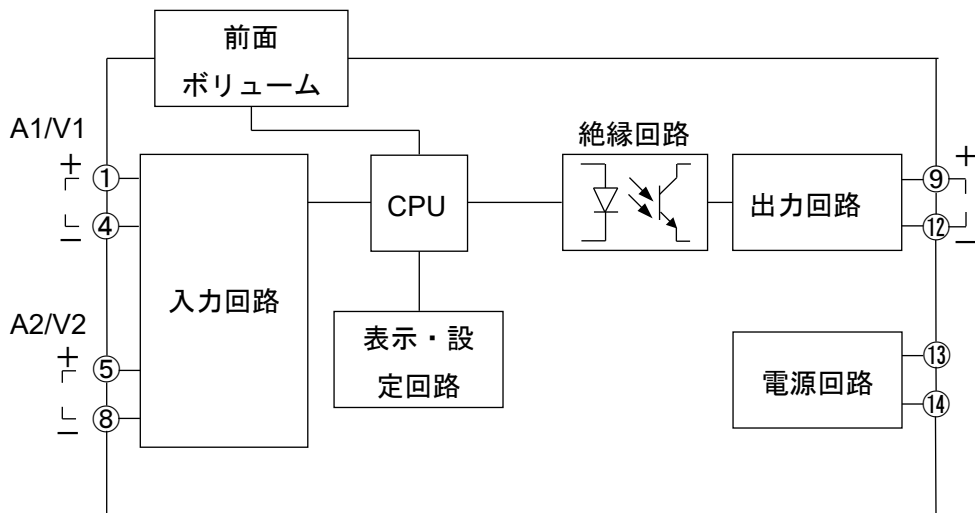 前面
ボリューム
A1/V1
+
①
④
−
A2/V2
+
⑤
⑧
−
入力回路
CPU
表示・設
定回路
絶縁回路
出力回路
⑨
+
⑫
−
電源回路
⑬
⑭